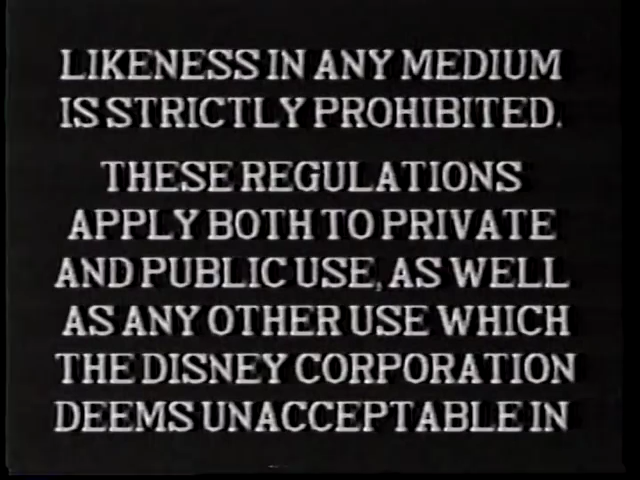 LIKENESS IN ANY MEDIUM
IS STRICTLY PROHIBITED.
THESE REGULATIONS
APPLY BOTH TO PRIVATE
AND PUBLIC USE, AS WELL
AS ANY OTHER USE WHICH
THE DISNEY CORPORATION
DEEMS UNACCEPTABLE IN